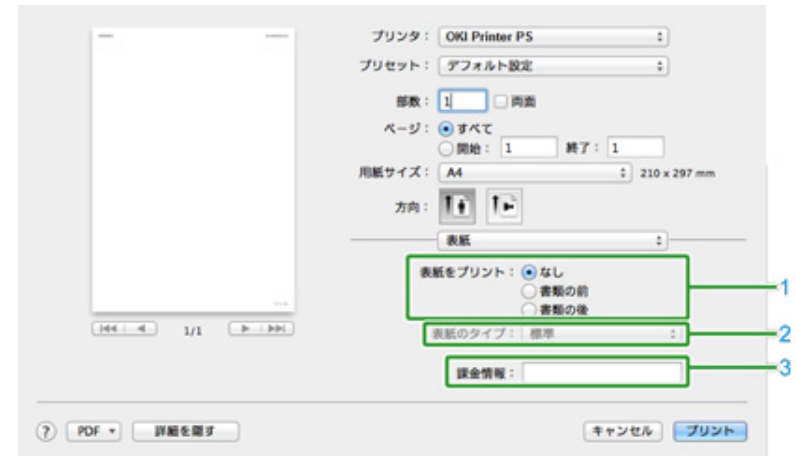 プリンタ： OKI Printer PS
プリセット： デフォルト設定
部数： 1 両面
ページ： すべて
開始： 1 終了： 1
用紙サイズ： A4 210 x 297 mm
方向：
表紙
表紙をプリント： なし
書類の前
書類の後
1
表紙のタイプ： 標準
2
課金情報：
3
1/1
? PDF 詳細を隠す キャンセル プリント